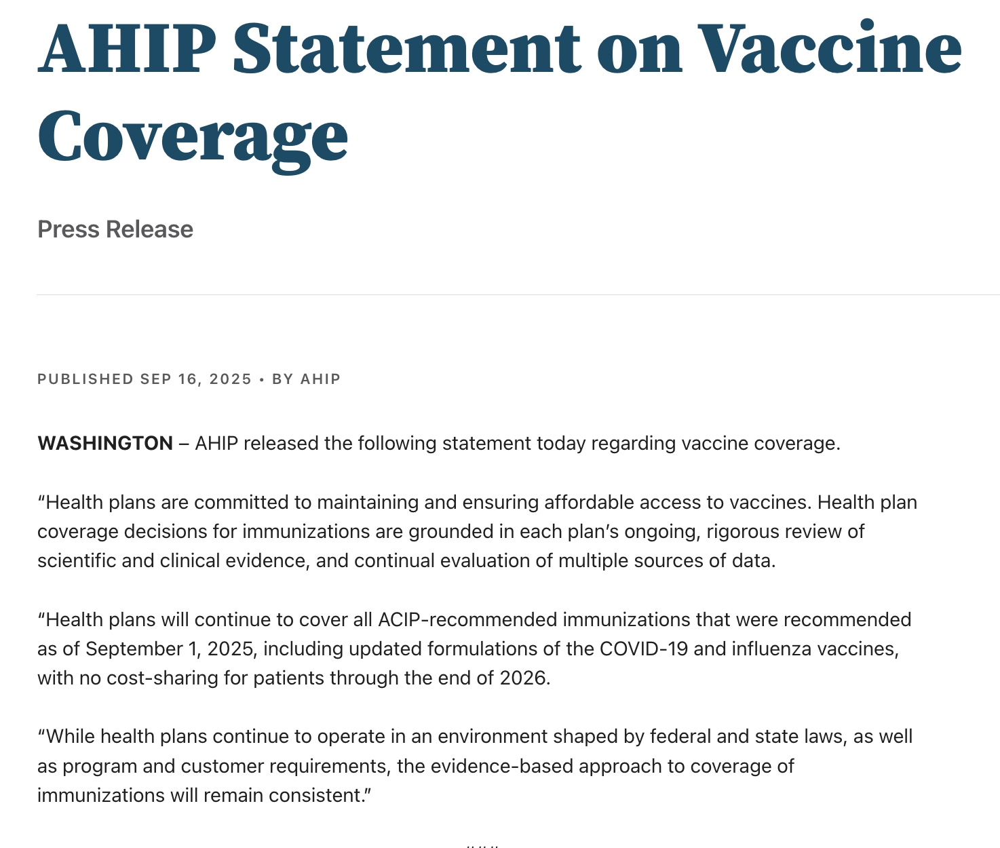 AHIP Statement on Vaccine
Coverage
Press Release
PUBLISHED SEP 16, 2025 • BY AHIP
WASHINGTON – AHIP released the following statement today regarding vaccine coverage.
“Health plans are committed to maintaining and ensuring affordable access to vaccines. Health plan
coverage decisions for immunizations are grounded in each plan’s ongoing, rigorous review of
scientific and clinical evidence, and continual evaluation of multiple sources of data.
“Health plans will continue to cover all ACIP-recommended immunizations that were recommended
as of September 1, 2025, including updated formulations of the COVID-19 and influenza vaccines,
with no cost-sharing for patients through the end of 2026.
“While health plans continue to operate in an environment shaped by federal and state laws, as well
as program and customer requirements, the evidence-based approach to coverage of
immunizations will remain consistent.”